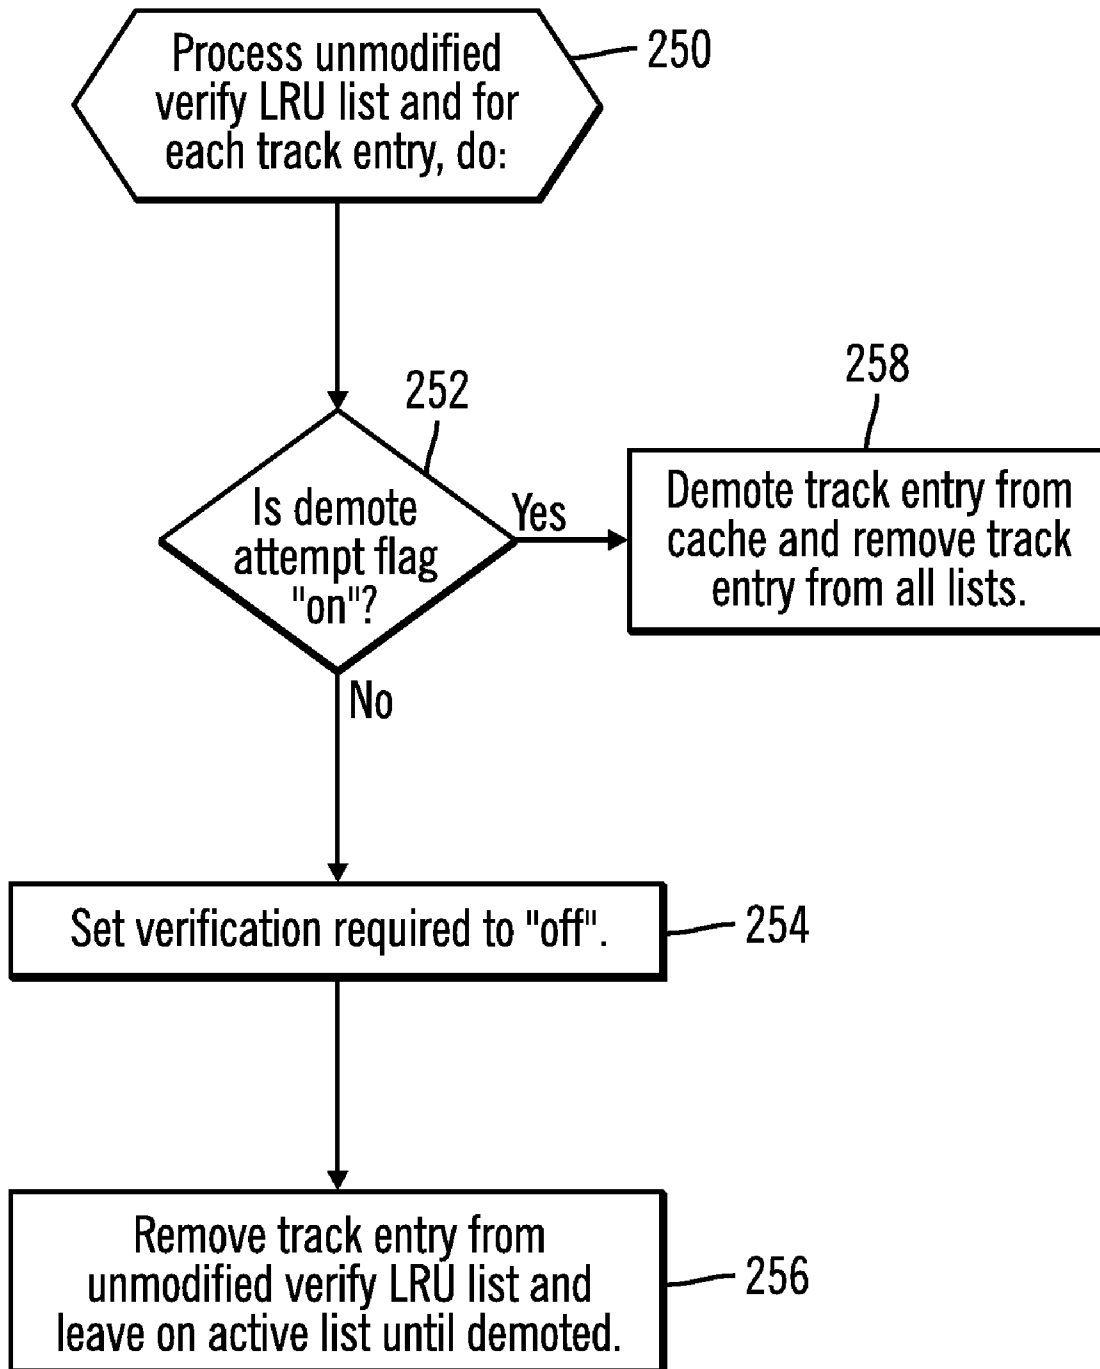 Process unmodified
verify LRU list and for
each track entry, do:
250
252
258
Is demote
attempt flag
"on"?
Yes
Demote track entry from
cache and remove track
entry from all lists.
No
Set verification required to "off".
254
Remove track entry from
unmodified verify LRU list and
leave on active list until demoted.
256